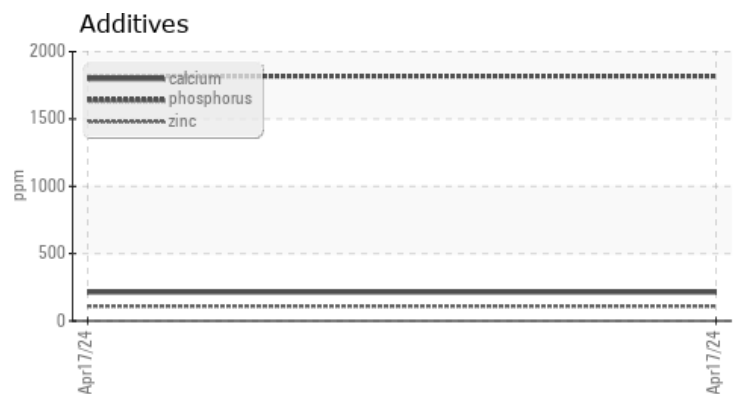 Additives
2000
calcium
phosphorus
zinc
1500
1000
ppm
500
0
Apr17/24
Apr17/24